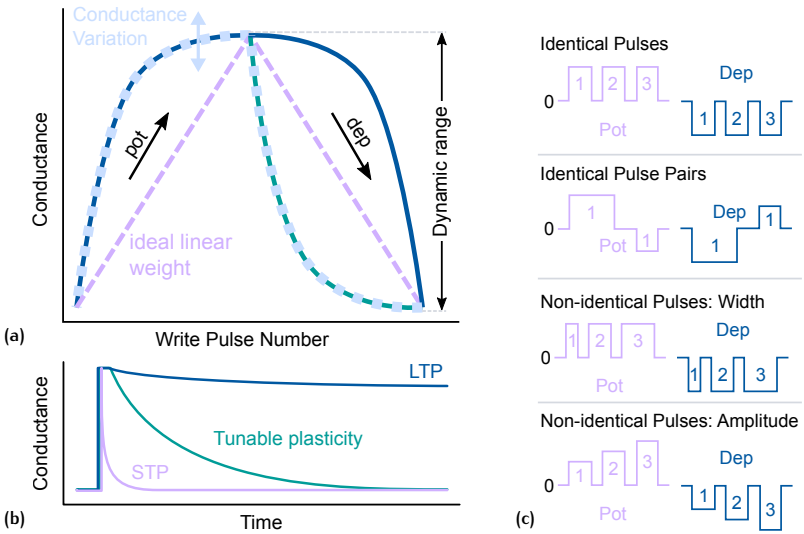 Conductance
Variation
pot
dep
ideal linear
weight
Dynamic range
Conductance
Write Pulse Number
(a)
LTP
Tunable plasticity
STP
Conductance
Time
(b)
Identical Pulses
0
1 2 3
Pot
Dep
1 2 3
Identical Pulse Pairs
0
1
Pot
1
Dep
1
1
Non-identical Pulses: Width
0
1 2 3
Pot
Dep
1 2 3
Non-identical Pulses: Amplitude
0
1 2 3
Pot
Dep
1 2 3
(c)